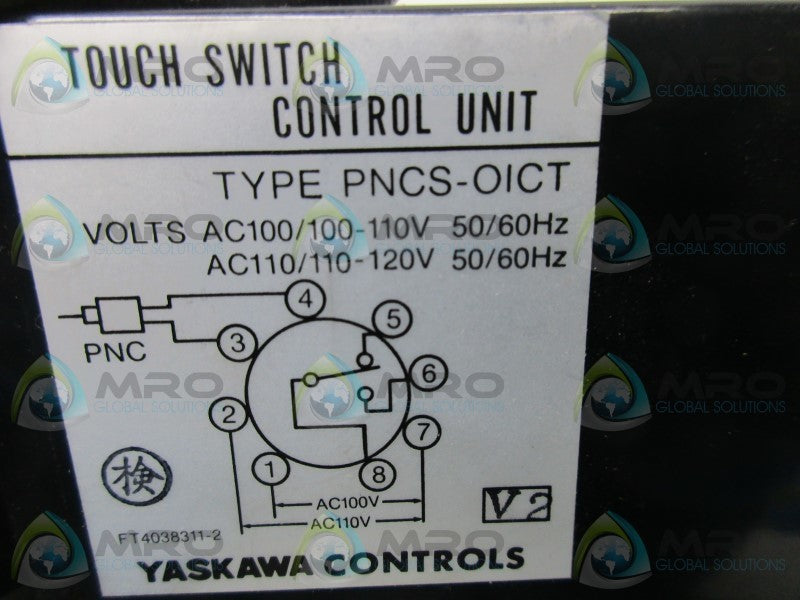 TOUCH SWITCH
CONTROL UNIT
TYPE PNCS-OICT
VOLTS AC100/100-110V 50/60Hz
AC110/110-120V 50/60Hz
4
5
PNC
3
6
2
7
1
8
AC100V
AC110V
検
V2
FT4038311-2
YASKAWA CONTROLS
MRO
GLOBAL SOLUTIONS